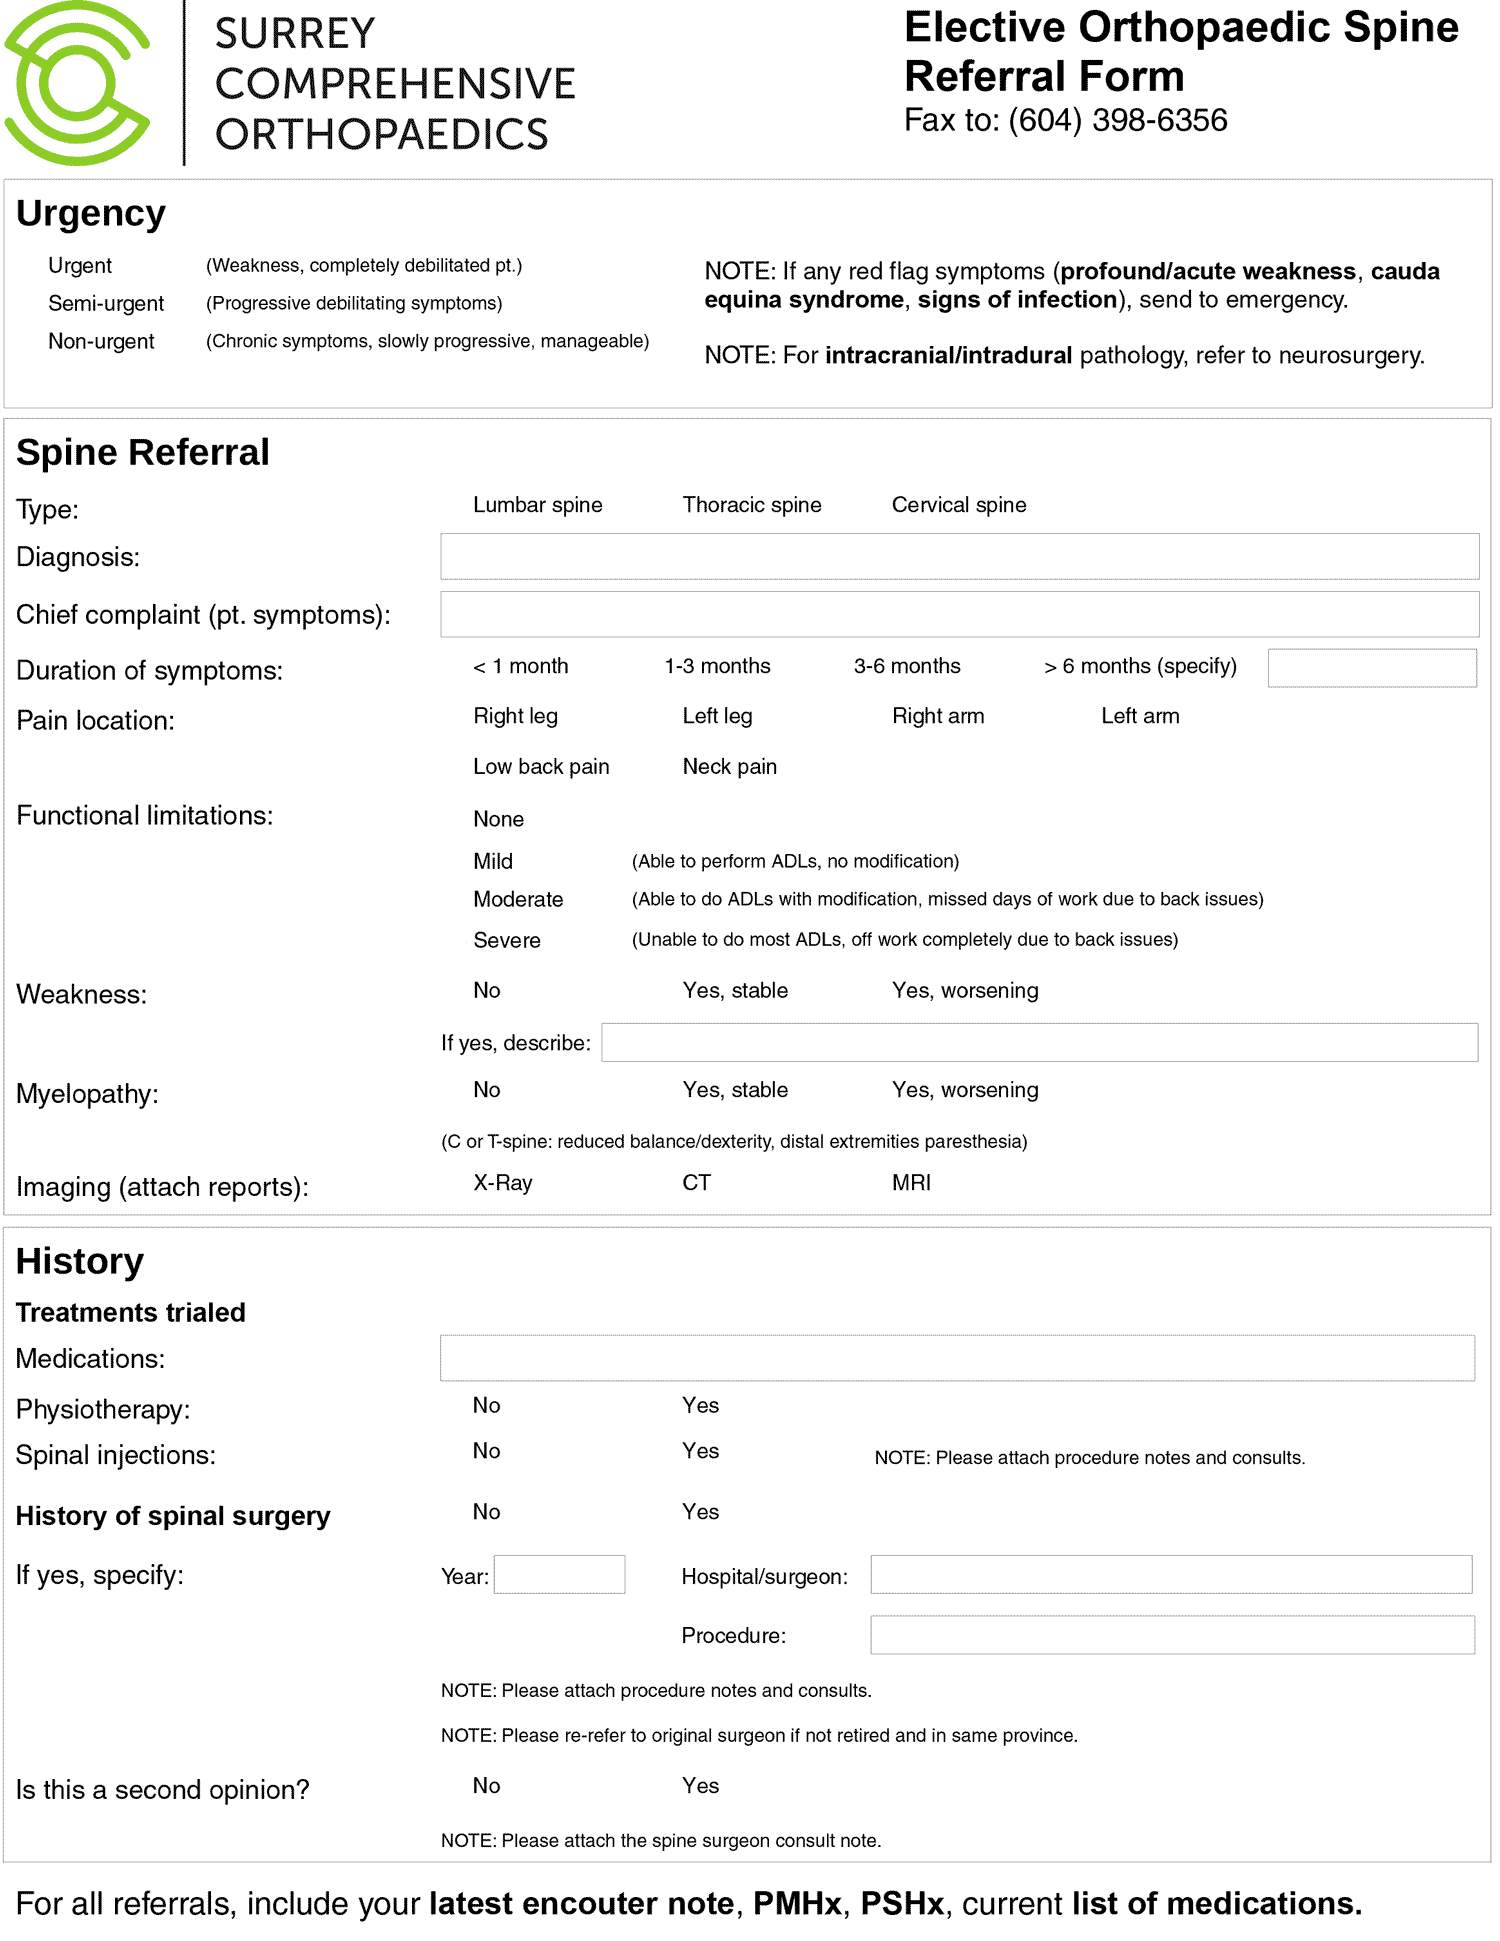 SURREY
COMPREHENSIVE
ORTHOPAEDICS
Elective Orthopaedic Spine
Referral Form
Fax to: (604) 398-6356
Urgency
Urgent (Weakness, completely debilitated pt.)
Semi-urgent (Progressive debilitating symptoms)
Non-urgent (Chronic symptoms, slowly progressive, manageable)
NOTE: If any red flag symptoms (profound/acute weakness, cauda
equina syndrome, signs of infection), send to emergency.
NOTE: For intracranial/intradural pathology, refer to neurosurgery.
Spine Referral
Type: Lumbar spine Thoracic spine Cervical spine
Diagnosis:
Chief complaint (pt. symptoms):
Duration of symptoms: < 1 month 1-3 months 3-6 months > 6 months (specify)
Pain location: Right leg Left leg Right arm Left arm
Low back pain Neck pain
Functional limitations: None
Mild (Able to perform ADLs, no modification)
Moderate (Able to do ADLs with modification, missed days of work due to back issues)
Severe (Unable to do most ADLs, off work completely due to back issues)
Weakness: No Yes, stable Yes, worsening
If yes, describe:
Myelopathy: No Yes, stable Yes, worsening
(C or T-spine: reduced balance/dexterity, distal extremities paresthesia)
Imaging (attach reports): X-Ray CT MRI
History
Treatments trialed
Medications:
Physiotherapy: No Yes
Spinal injections: No Yes NOTE: Please attach procedure notes and consults.
History of spinal surgery No Yes
If yes, specify: Year: Hospital/surgeon:
Procedure:
NOTE: Please attach procedure notes and consults.
NOTE: Please re-refer to original surgeon if not retired and in same province.
Is this a second opinion? No Yes
NOTE: Please attach the spine surgeon consult note.
For all referrals, include your latest encouter note, PMHx, PSHx, current list of medications.